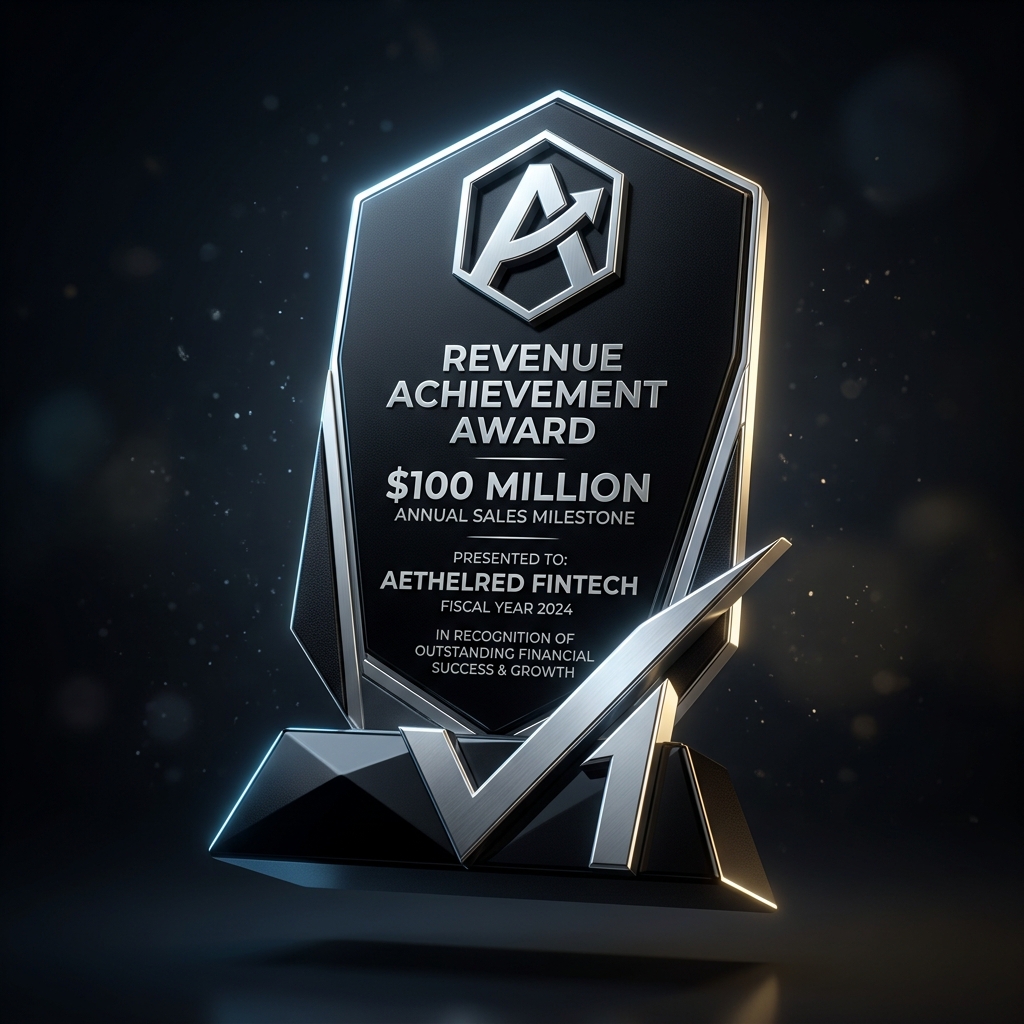 REVENUE
ACHIEVEMENT
AWARD
$100 MILLION
ANNUAL SALES MILESTONE
PRESENTED TO:
AETHELRED FINTECH
FISCAL YEAR 2024
IN RECOGNITION OF
OUTSTANDING FINANCIAL
SUCCESS & GROWTH